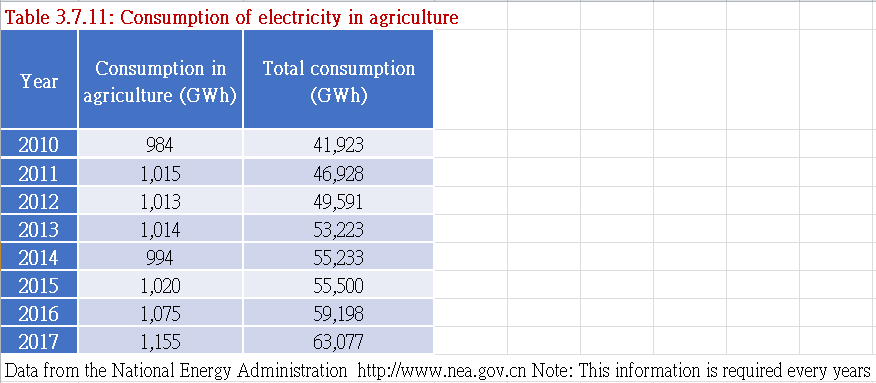 Table 3.7.11: Consumption of electricity in agriculture
Year Consumption in agriculture (GWh) Total consumption (GWh)
2010 984 41,923
2011 1,015 46,928
2012 1,013 49,591
2013 1,014 53,223
2014 994 55,233
2015 1,020 55,500
2016 1,075 59,198
2017 1,155 63,077
Data from the National Energy Administration http://www.nea.gov.cn Note: This information is required every years